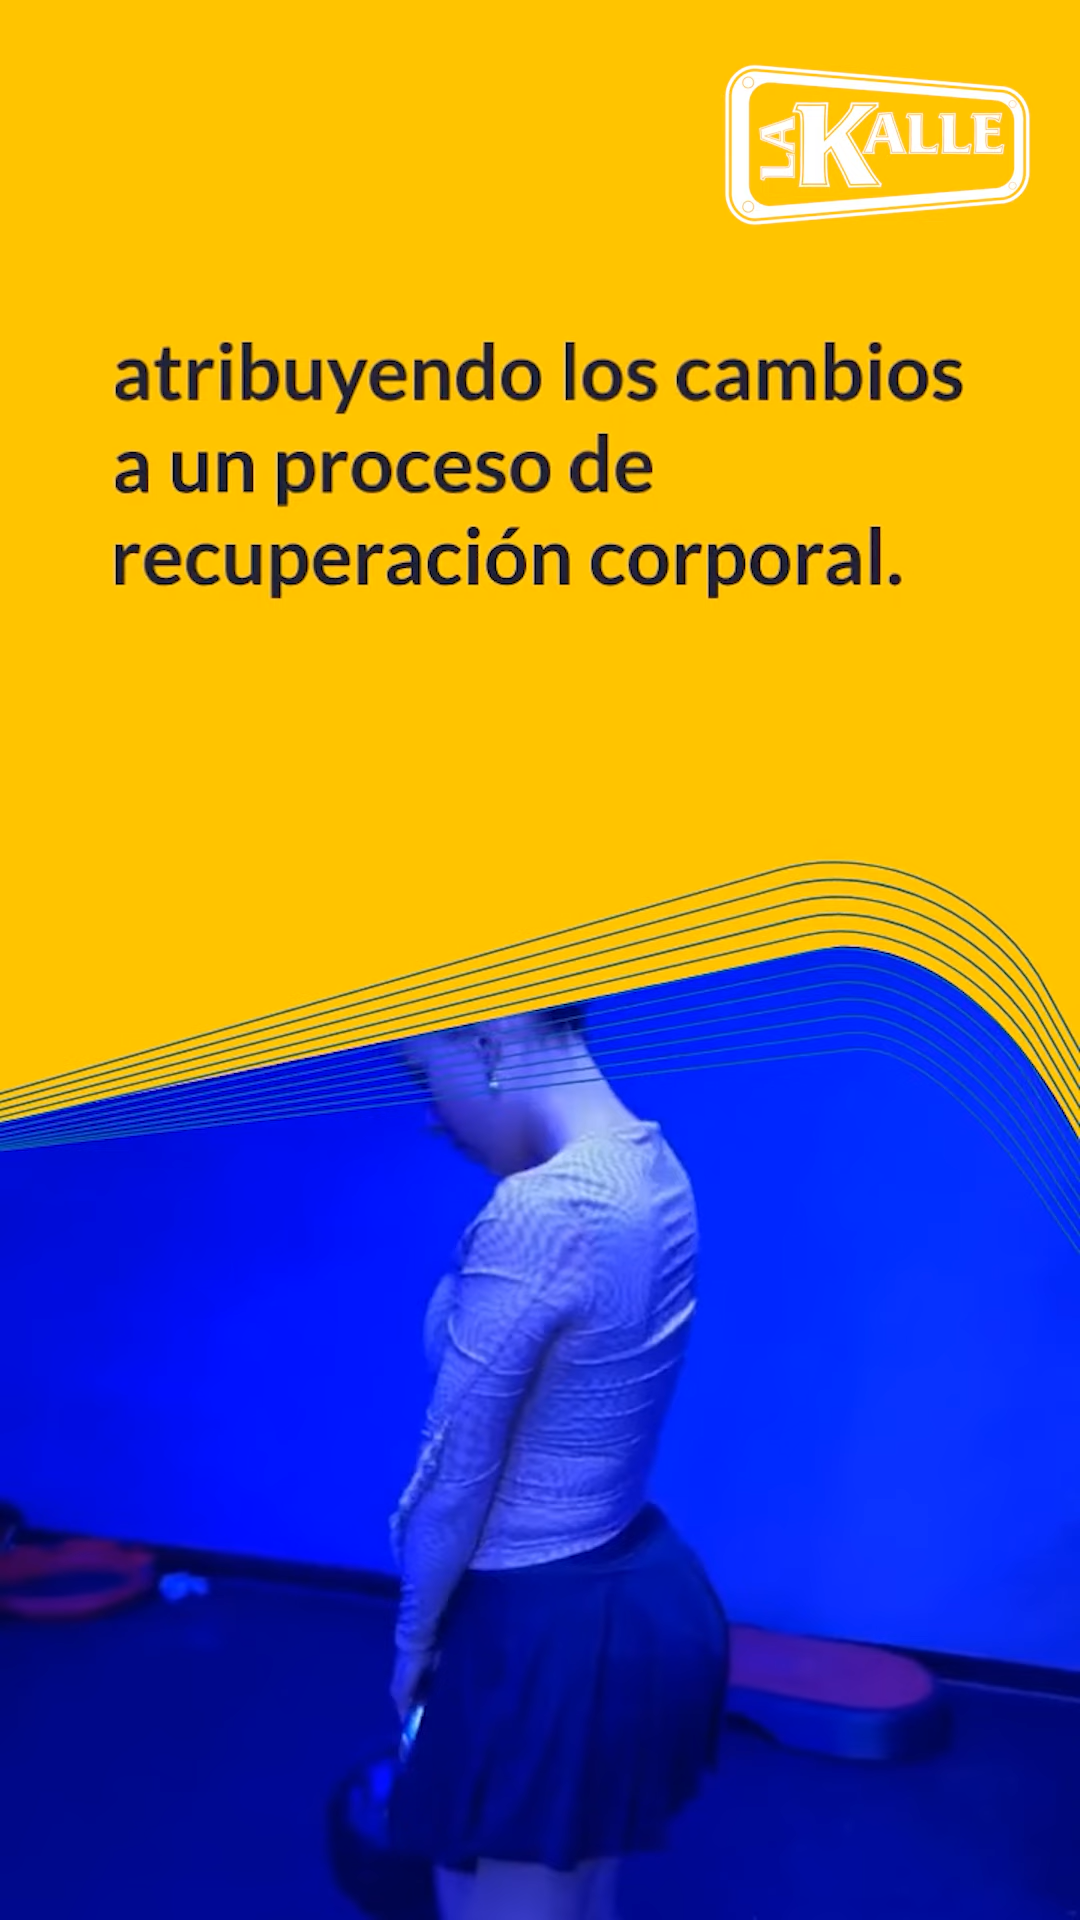 LA KALLE
atribuyendo los cambios
a un proceso de
recuperación corporal.